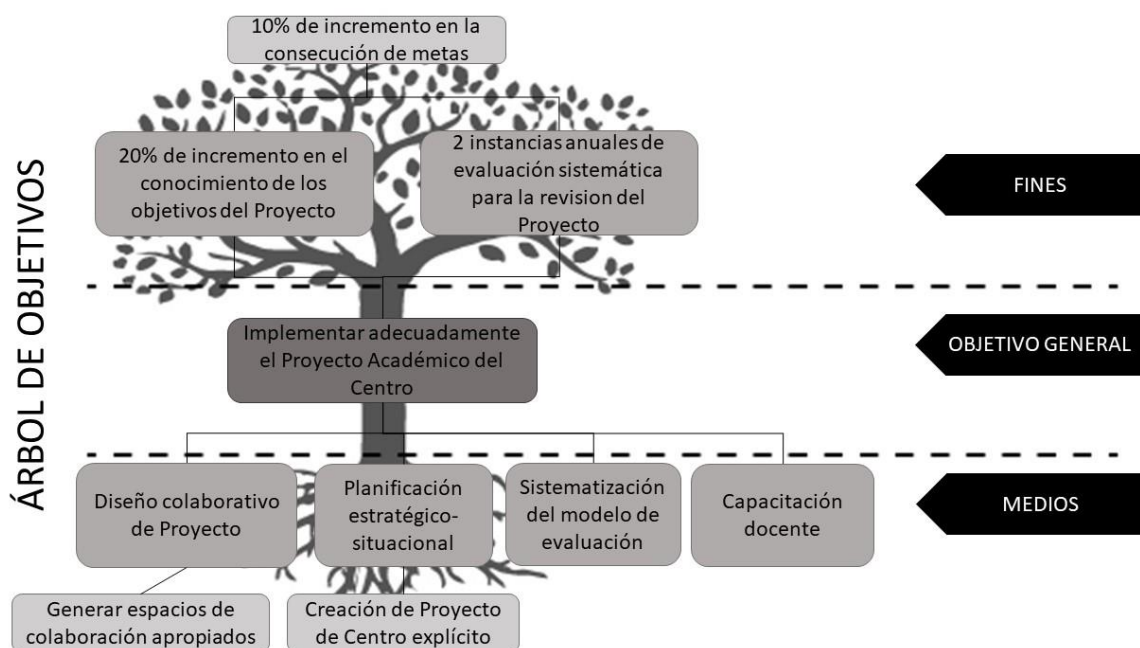 10% de incremento en la
consecución de metas
20% de incremento en el
conocimiento de los
objetivos del Proyecto
2 instancias anuales de
evaluación sistemática
para la revision del
Proyecto
FINES
ÁRBOL DE OBJETIVOS
Implementar adecuadamente
el Proyecto Académico del
Centro
OBJETIVO GENERAL
Diseño colaborativo
de Proyecto
Planificación
estratégico-
situacional
Sistematización
del modelo de
evaluación
Capacitación
docente
MEDIOS
Generar espacios de
colaboración apropiados
Creación de Proyecto
de Centro explícito